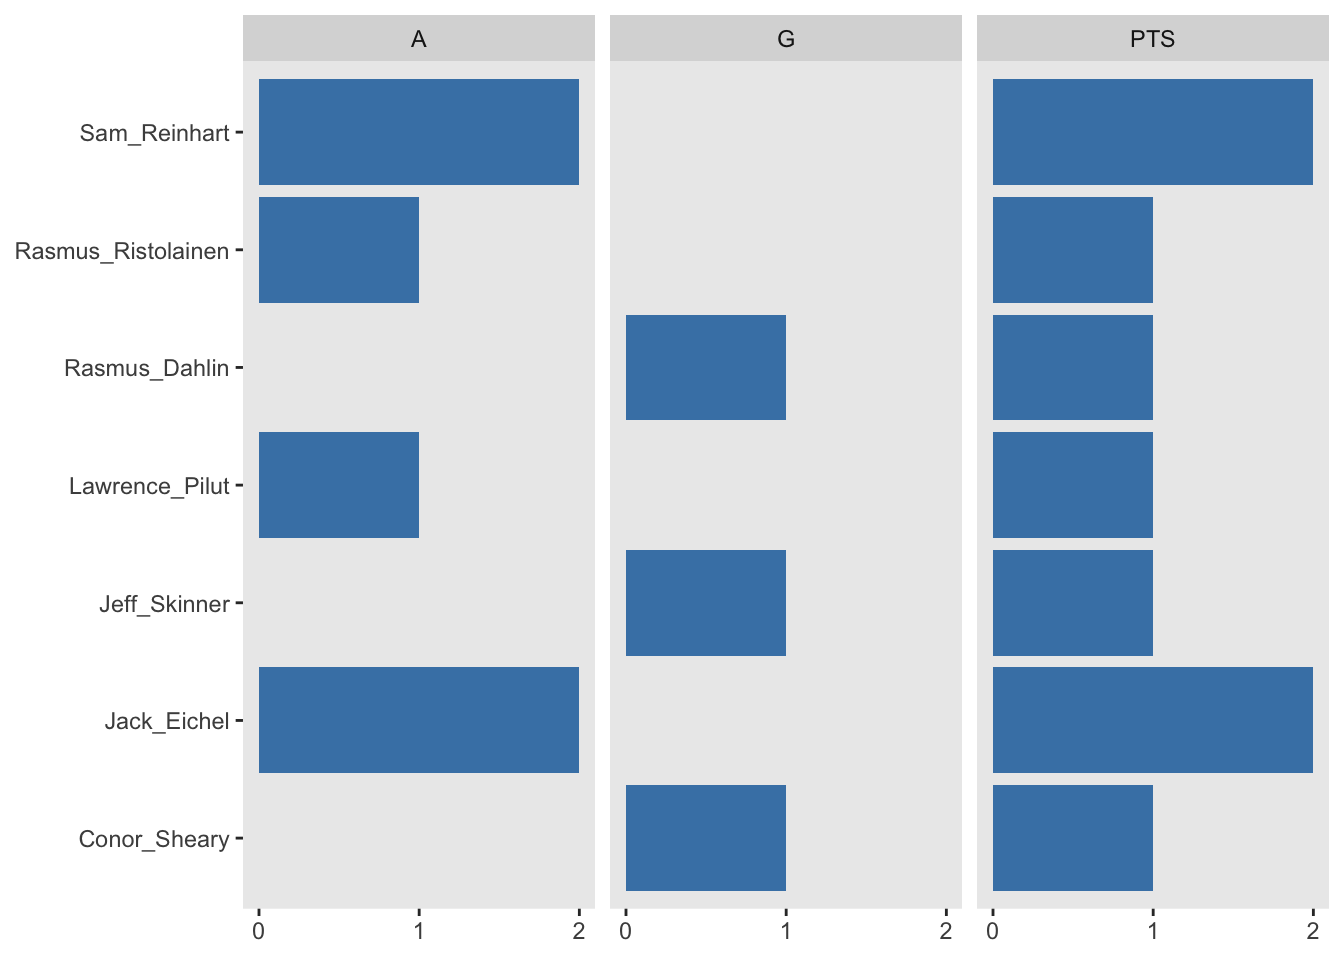 A G PTS
Sam_Reinhart
Rasmus_Ristolainen
Rasmus_Dahlin
Lawrence_Pilut
Jeff_Skinner
Jack_Eichel
Conor_Sheary
0 1 2 0 1 2 0 1 2